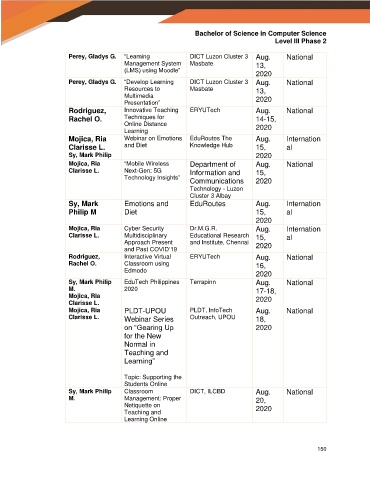 Bachelor of Science in Computer Science
Level III Phase 2
Perey, Gladys G. "Learning DICT Luzon Cluster 3 Aug. National
Management System Masbate 13,
(LMS) using Moodle" 2020
Perey, Gladys G. "Develop Learning DICT Luzon Cluster 3 Aug. National
Resources to Masbate 13,
Multimedia 2020
Presentation"
Rodriguez, Innovative Teaching ERYUTech Aug. National
Rachel O. Techniques for 14-15,
Online Distance 2020
Learning
Mojica, Ria Webinar on Emotions EduRoutes The Aug. Internation
Clarisse L. and Diet Knowledge Hub 15, al
Sy, Mark Philip 2020
Mojica, Ria "Mobile Wireless Department of Aug. National
Clarisse L. Next-Gen: 5G Information and 15,
Technology Insights" Communications 2020
Technology - Luzon
Cluster 3 Albay
Sy, Mark Emotions and EduRoutes Aug. Internation
Philip M Diet 15, al
2020
Mojica, Ria Cyber Security Dr.M.G.R. Aug. Internation
Clarisse L. Multidisciplinary Educational Research 15, al
Approach Present and Institute, Chennai 2020
and Past COVID'19
Rodriguez, Interactive Virtual ERYUTech Aug. National
Rachel O. Classroom using 16,
Edmodo 2020
Sy, Mark Philip EduTech Philippines Terrapinn Aug. National
M. 2020 17-18,
Mojica, Ria 2020
Clarisse L.
Mojica, Ria PLDT-UPOU PLDT, InfoTech Aug. National
Clarisse L. Webinar Series Outreach, UPOU 18,
on "Gearing Up 2020
for the New
Normal in
Teaching and
Learning"
Topic: Supporting the
Students Online
Sy, Mark Philip Classroom DICT, ILCBD Aug. National
M. Management: Proper 20,
Netiquette on 2020
Teaching and
Learning Online
150